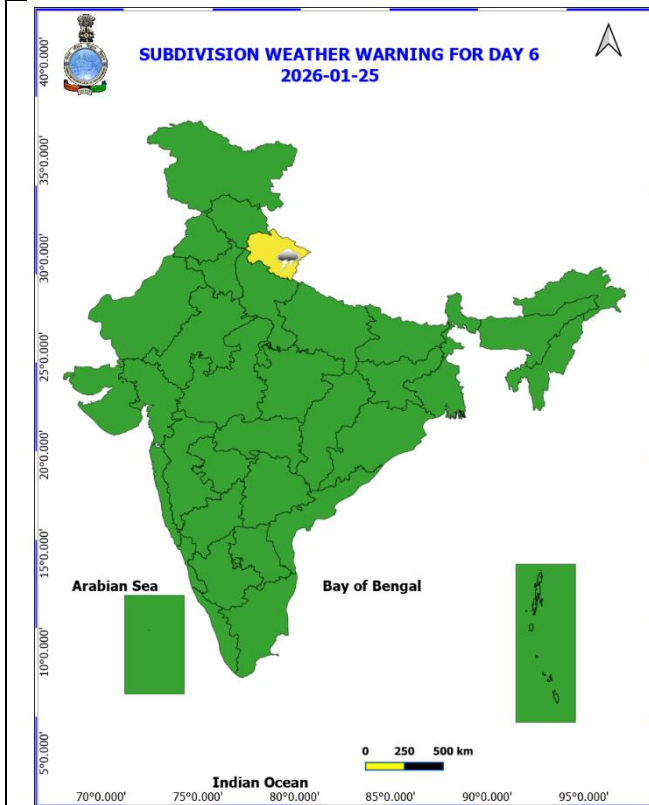 SUBDIVISION WEATHER WARNING FOR DAY 6
2026-01-25
40°0.000'
35°0.000'
30°0.000'
25°0.000'
20°0.000'
15°0.000'
10°0.000'
5°0.000'
Arabian Sea
Bay of Bengal
0 250 500 km
Indian Ocean
70°0.000' 75°0.000' 80°0.000' 85°0.000' 90°0.000' 95°0.000'